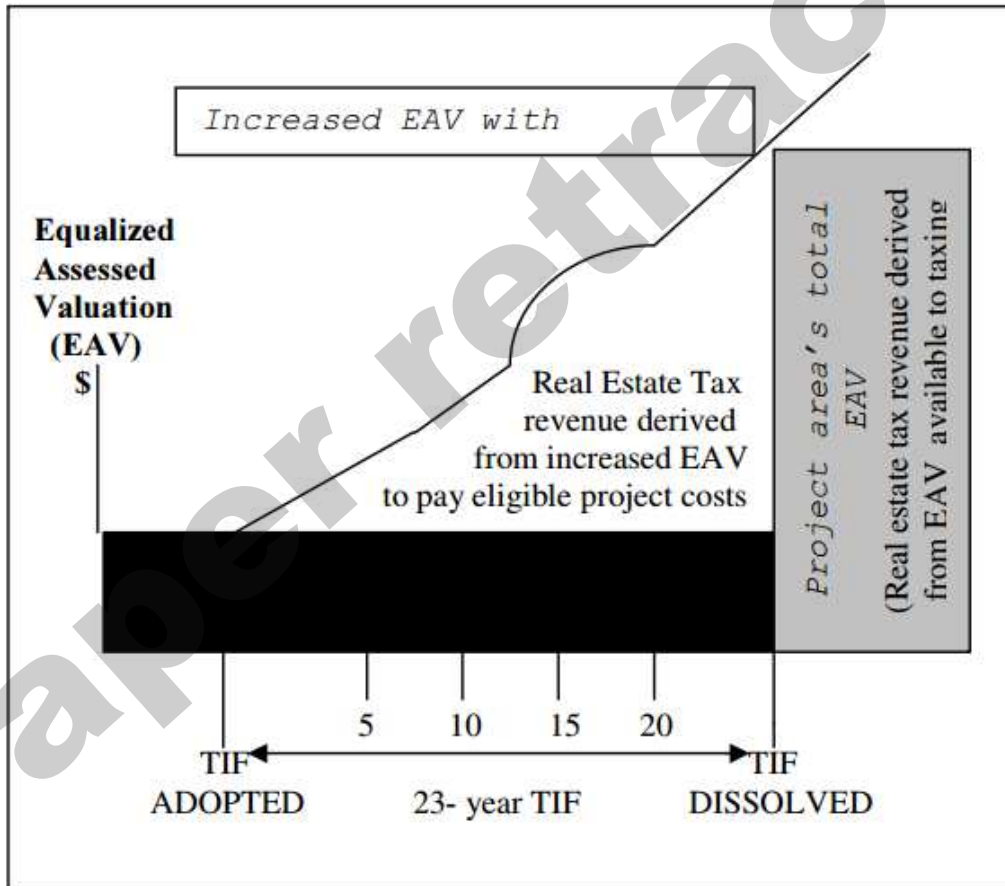 Increased EAV with
Equalized
Assessed
Valuation
(EAV)
$
Real Estate Tax
revenue derived
from increased EAV
to pay eligible project costs
Project area's total
EAV
(Real estate tax revenue derived
from EAV available to taxing
5 10 15 20
TIF TIF
ADOPTED 23- year TIF DISSOLVED
aper retrac